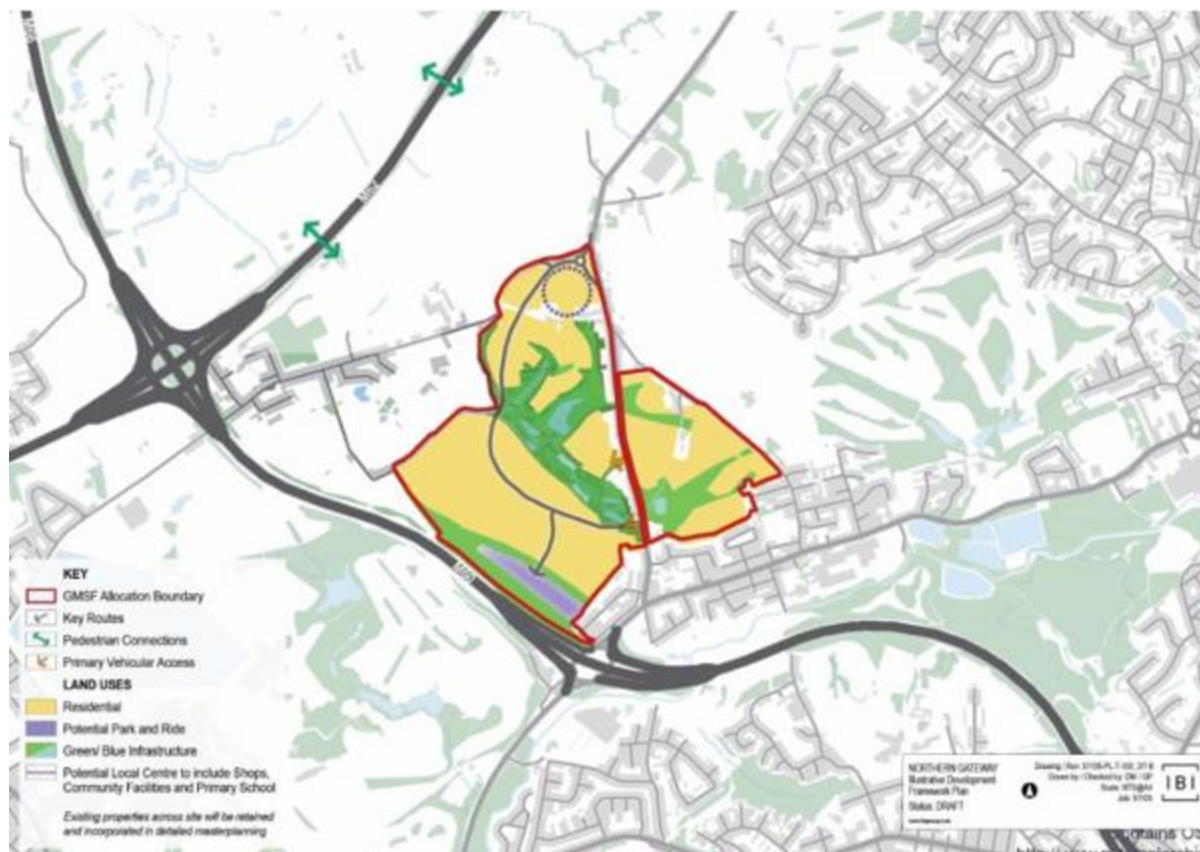 M62
KEY
GMSF Allocation Boundary
Key Routes
Pedestrian Connections
Primary Vehicular Access
LAND USES
Residential
Potential Park and Ride
Green/ Blue Infrastructure
Potential Local Centre to include Shops,
Community Facilities and Primary School
Existing properties across site will be retained
and incorporated in detailed masterplanning
NORTHERN GATEWAY
Illustrative Development
Framework Plan
Status: DRAFT
IBI